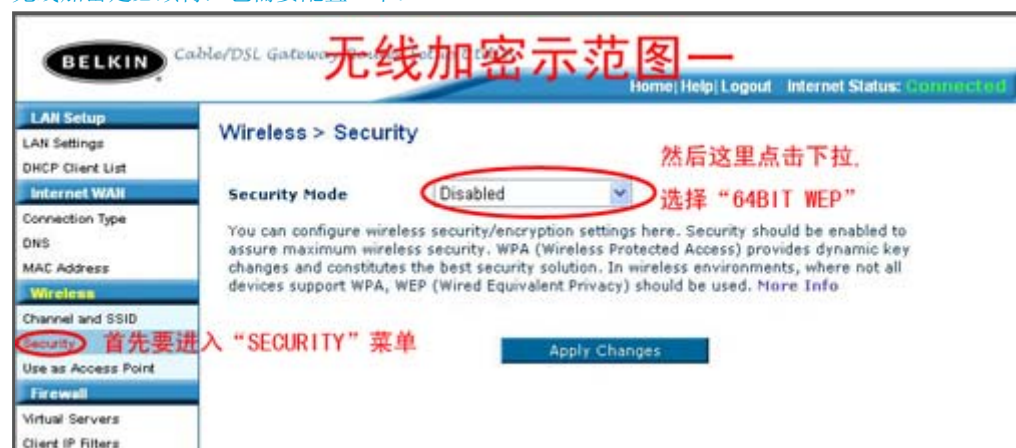 BELKIN
Cable/DSL Gateway
无线加密示范图一
Home|Help|Logout Internet Status: Connected
LAN Setup
LAN Settings
DHCP Client List
Internet WAN
Connection Type
DNS
MAC Address
Wireless
Channel and SSID
Security
Use as Access Point
Firewall
Virtual Servers
Client IP Filters
Wireless > Security
然后这里点击下拉,
Security Mode
Disabled
选择“64BIT WEP”
You can configure wireless security/encryption settings here. Security should be enabled to
assure maximum wireless security. WPA (Wireless Protected Access) provides dynamic key
changes and constitutes the best security solution. In wireless environments, where not all
devices support WPA, WEP (Wired Equivalent Privacy) should be used. More Info
首先要进入“SECURITY”菜单
Apply Changes